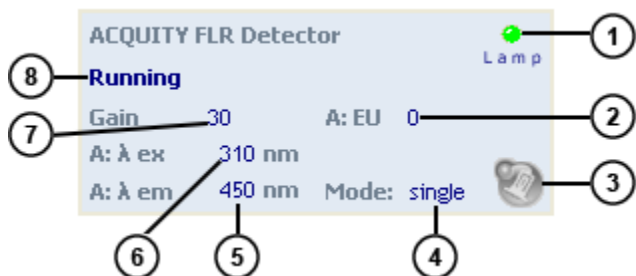 ACQUITY FLR Detector
Lamp
1
8
Running
Gain 30 A: EU 0
2
7
A: λ ex 310 nm
3
A: λ em 450 nm Mode: single
6
5
4